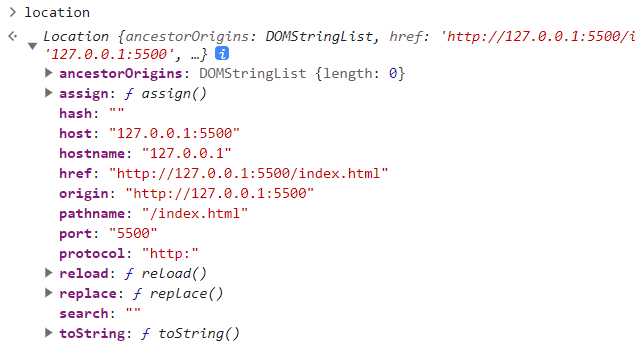 location
Location {ancestorOrigins: DOMStringList, href: 'http://127.0.0.1:5500/i
'127.0.0.1:5500', …} i
ancestorOrigins: DOMStringList {length: 0}
assign: ƒ assign()
hash: ""
host: "127.0.0.1:5500"
hostname: "127.0.0.1"
href: "http://127.0.0.1:5500/index.html"
origin: "http://127.0.0.1:5500"
pathname: "/index.html"
port: "5500"
protocol: "http:"
reload: ƒ reload()
replace: ƒ replace()
search: ""
toString: ƒ toString()